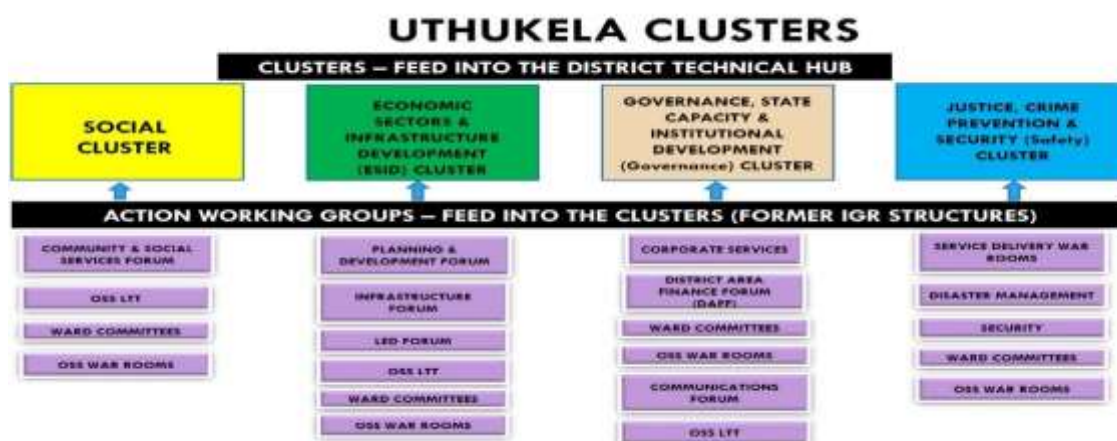 UTHUKELA CLUSTERS
CLUSTERS – FEED INTO THE DISTRICT TECHNICAL HUB
SOCIAL
CLUSTER
ECONOMIC
SECTORS &
INFRASTRUCTURE
DEVELOPMENT
(ESID) CLUSTER
GOVERNANCE, STATE
CAPACITY &
INSTITUTIONAL
DEVELOPMENT
(Governance) CLUSTER
JUSTICE, CRIME
PREVENTION &
SECURITY (Safety)
CLUSTER
ACTION WORKING GROUPS – FEED INTO THE CLUSTERS (FORMER IGR STRUCTURES)
COMMUNITY & SOCIAL
SERVICES FORUM
OSS LTT
WARD COMMITTEES
OSS WAR ROOMS
PLANNING &
DEVELOPMENT FORUM
INFRASTRUCTURE
FORUM
LED FORUM
OSS LTT
WARD COMMITTEES
OSS WAR ROOMS
CORPORATE SERVICES
DISTRICT AREA
FINANCE FORUM
(DAFF)
WARD COMMITTEES
OSS WAR ROOMS
COMMUNICATIONS
FORUM
OSS LTT
SERVICE DELIVERY WAR
ROOMS
DISASTER MANAGEMENT
SECURITY
WARD COMMITTEES
OSS WAR ROOMS